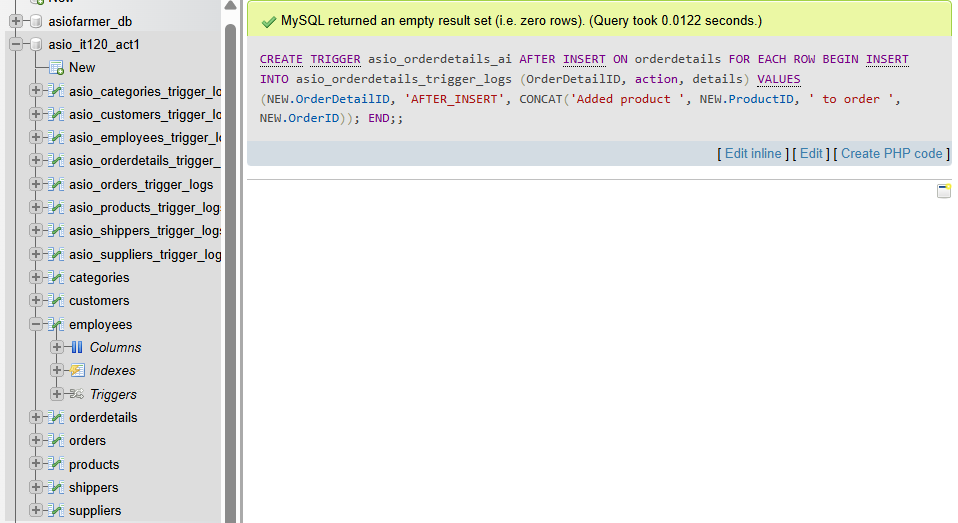 New
asiofarmer_db
asio_it120_act1
New
asio_categories_trigger_lo
asio_customers_trigger_lo
asio_employees_trigger_l
asio_orderdetails_trigger_
asio_orders_trigger_logs
asio_products_trigger_log
asio_shippers_trigger_log
asio_suppliers_trigger_log
categories
customers
employees
Columns
Indexes
Triggers
orderdetails
orders
products
shippers
suppliers
MySQL returned an empty result set (i.e. zero rows). (Query took 0.0122 seconds.)
CREATE TRIGGER asio_orderdetails_ai AFTER INSERT ON orderdetails FOR EACH ROW BEGIN INSERT
INTO asio_orderdetails_trigger_logs (OrderDetailID, action, details) VALUES
(NEW.OrderDetailID, 'AFTER_INSERT', CONCAT('Added product ', NEW.ProductID, ' to order ',
NEW.OrderID)); END;;
[ Edit inline ] [ Edit ] [ Create PHP code ]